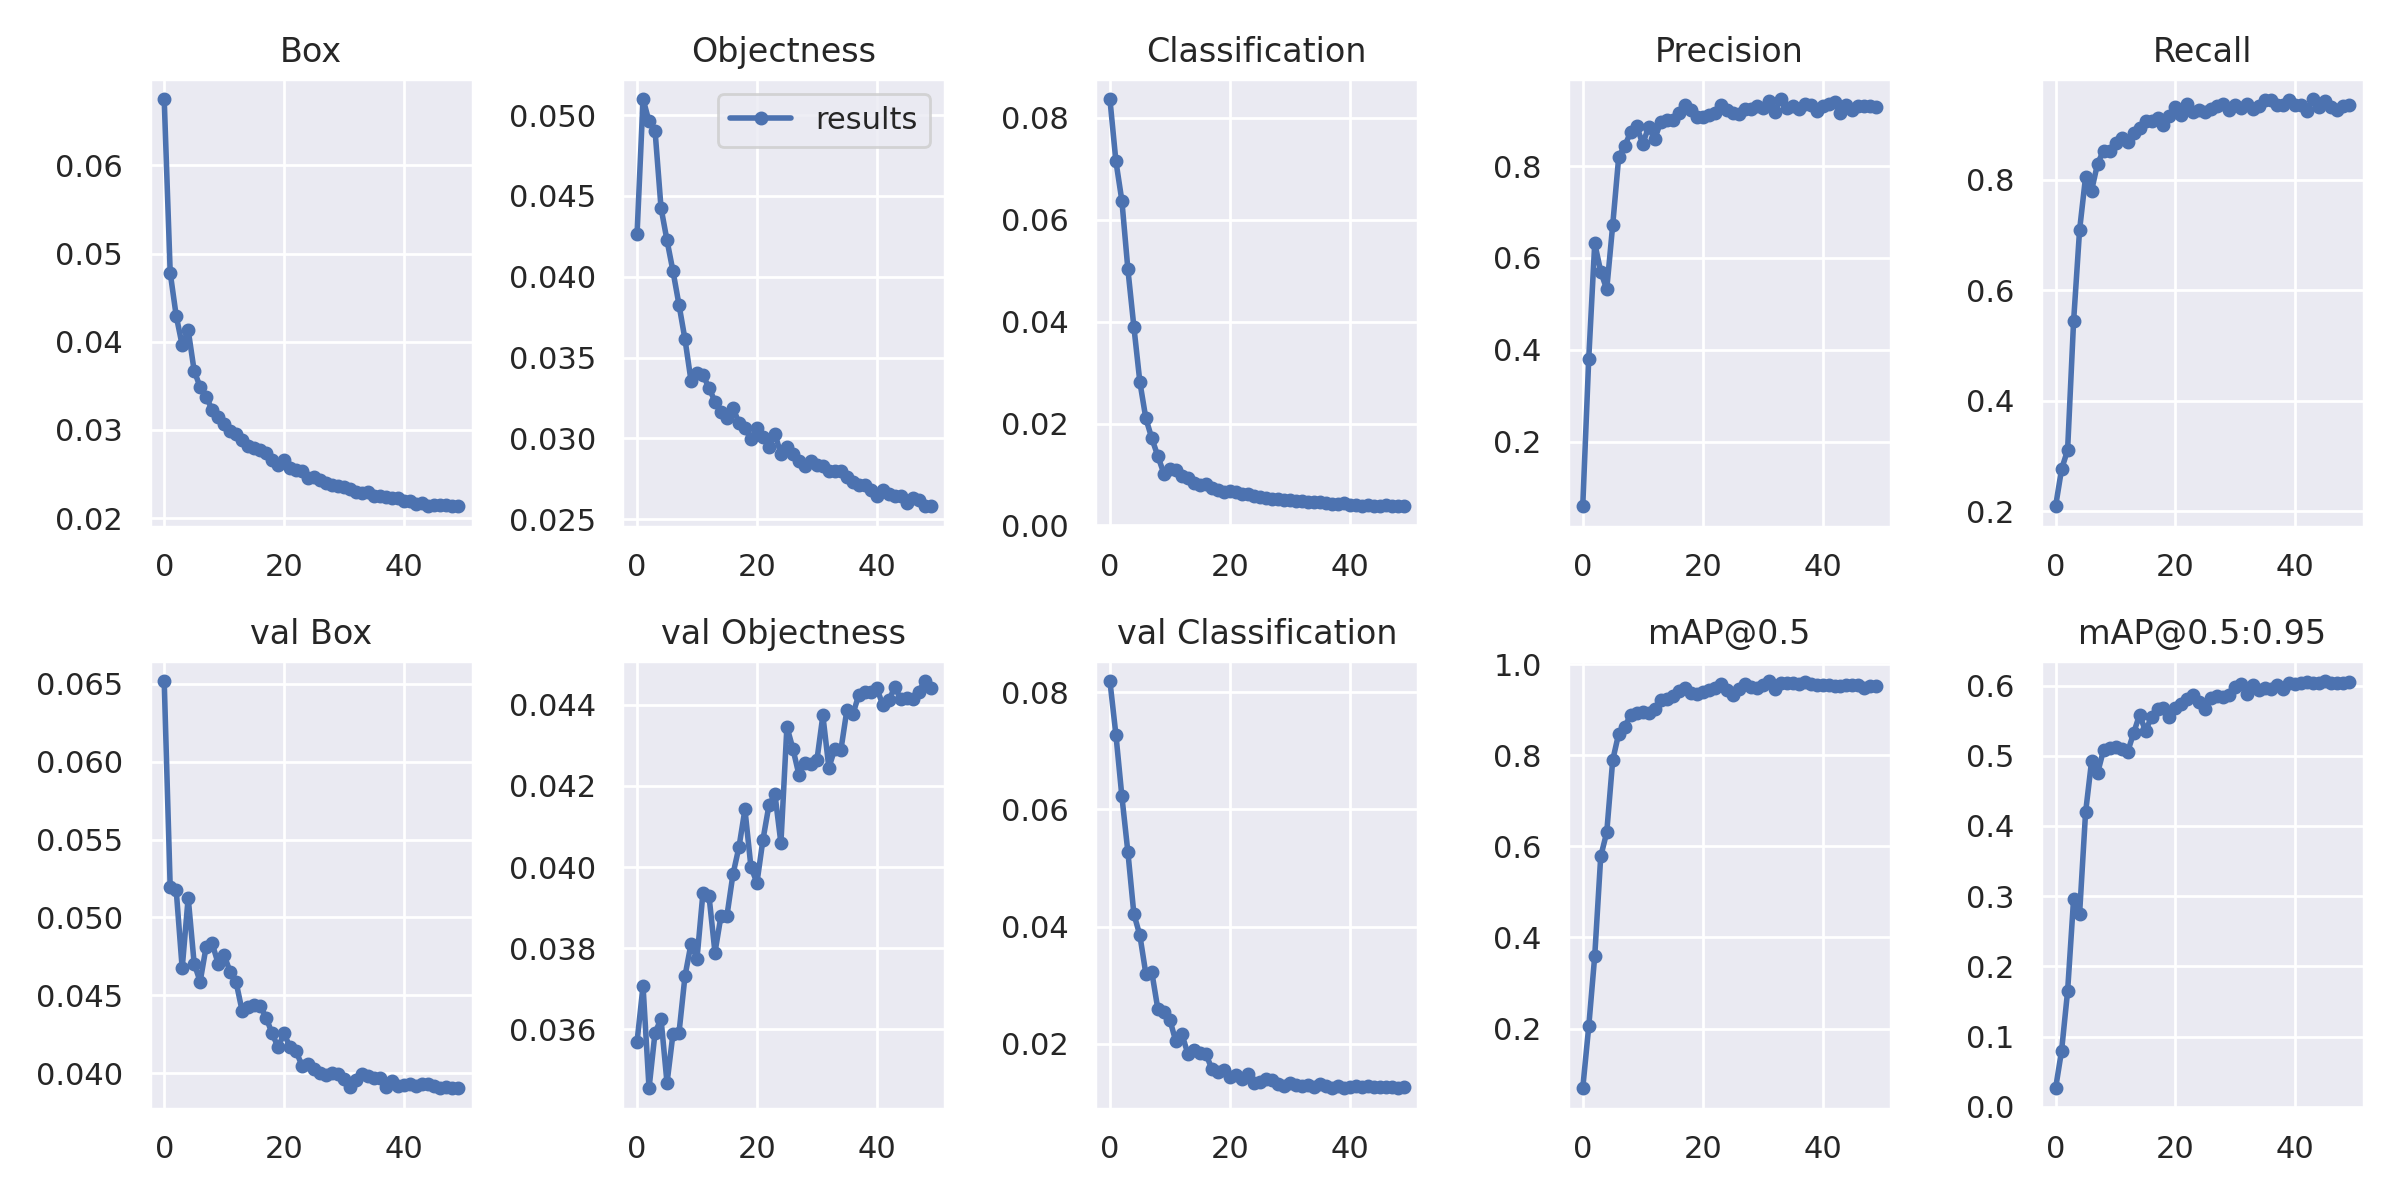 Box
0.06
0.05
0.04
0.03
0.02
0 20 40
Objectness
results
0.050
0.045
0.040
0.035
0.030
0.025
0 20 40
Classification
0.08
0.06
0.04
0.02
0.00
0 20 40
Precision
0.8
0.6
0.4
0.2
0 20 40
Recall
0.8
0.6
0.4
0.2
0 20 40
val Box
0.065
0.060
0.055
0.050
0.045
0.040
0 20 40
val Objectness
0.044
0.042
0.040
0.038
0.036
0 20 40
val Classification
0.08
0.06
0.04
0.02
0 20 40
mAP@0.5
1.0
0.8
0.6
0.4
0.2
0 20 40
mAP@0.5:0.95
0.6
0.5
0.4
0.3
0.2
0.1
0.0
0 20 40